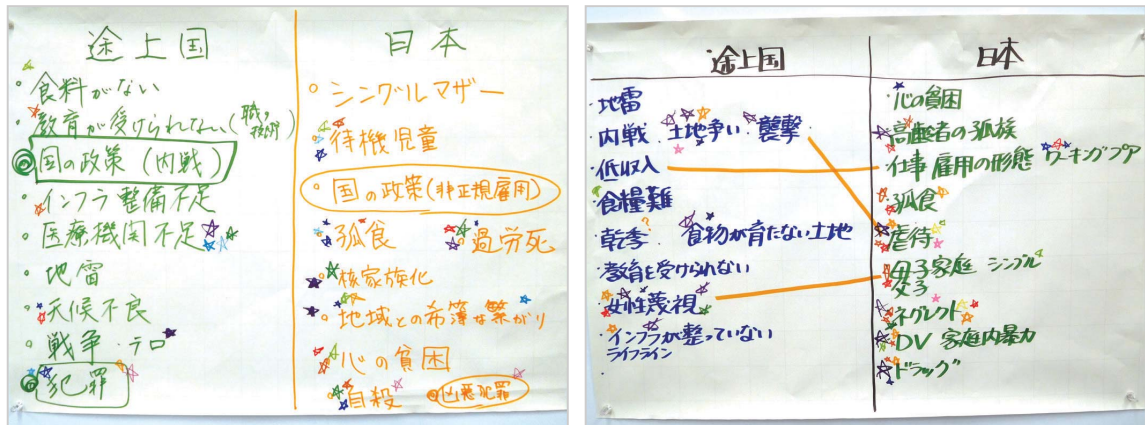 途上国
・食料がない
・教育が受けられてない(職、技術)
◎国の政策(内戦)
・インフラ整備不足
・医療機関不足
・地雷
・天候不良
・戦争・テロ
◎犯罪
日本
・シングルマザー
・待機児童
・国の政策(非正規雇用)
・孤食 ・過労死
・核家族化
・地域との希薄な繋がり
・心の貧困
・自殺 ◎凶悪犯罪
途上国
・地雷
・内戦 土地争い 襲撃
・低収入
・食糧難
・乾季 食物が育たない土地
・教育を受けられない
・女性蔑視
・インフラが整っていない
ライフライン
日本
・心の貧困
・高齢者の孤族
・仕事 雇用の形態 ワーキングプア
・孤食
・虐待
・母子家庭 シングル
父子
・ネグレクト
・DV 家庭内暴力
・ドラッグ